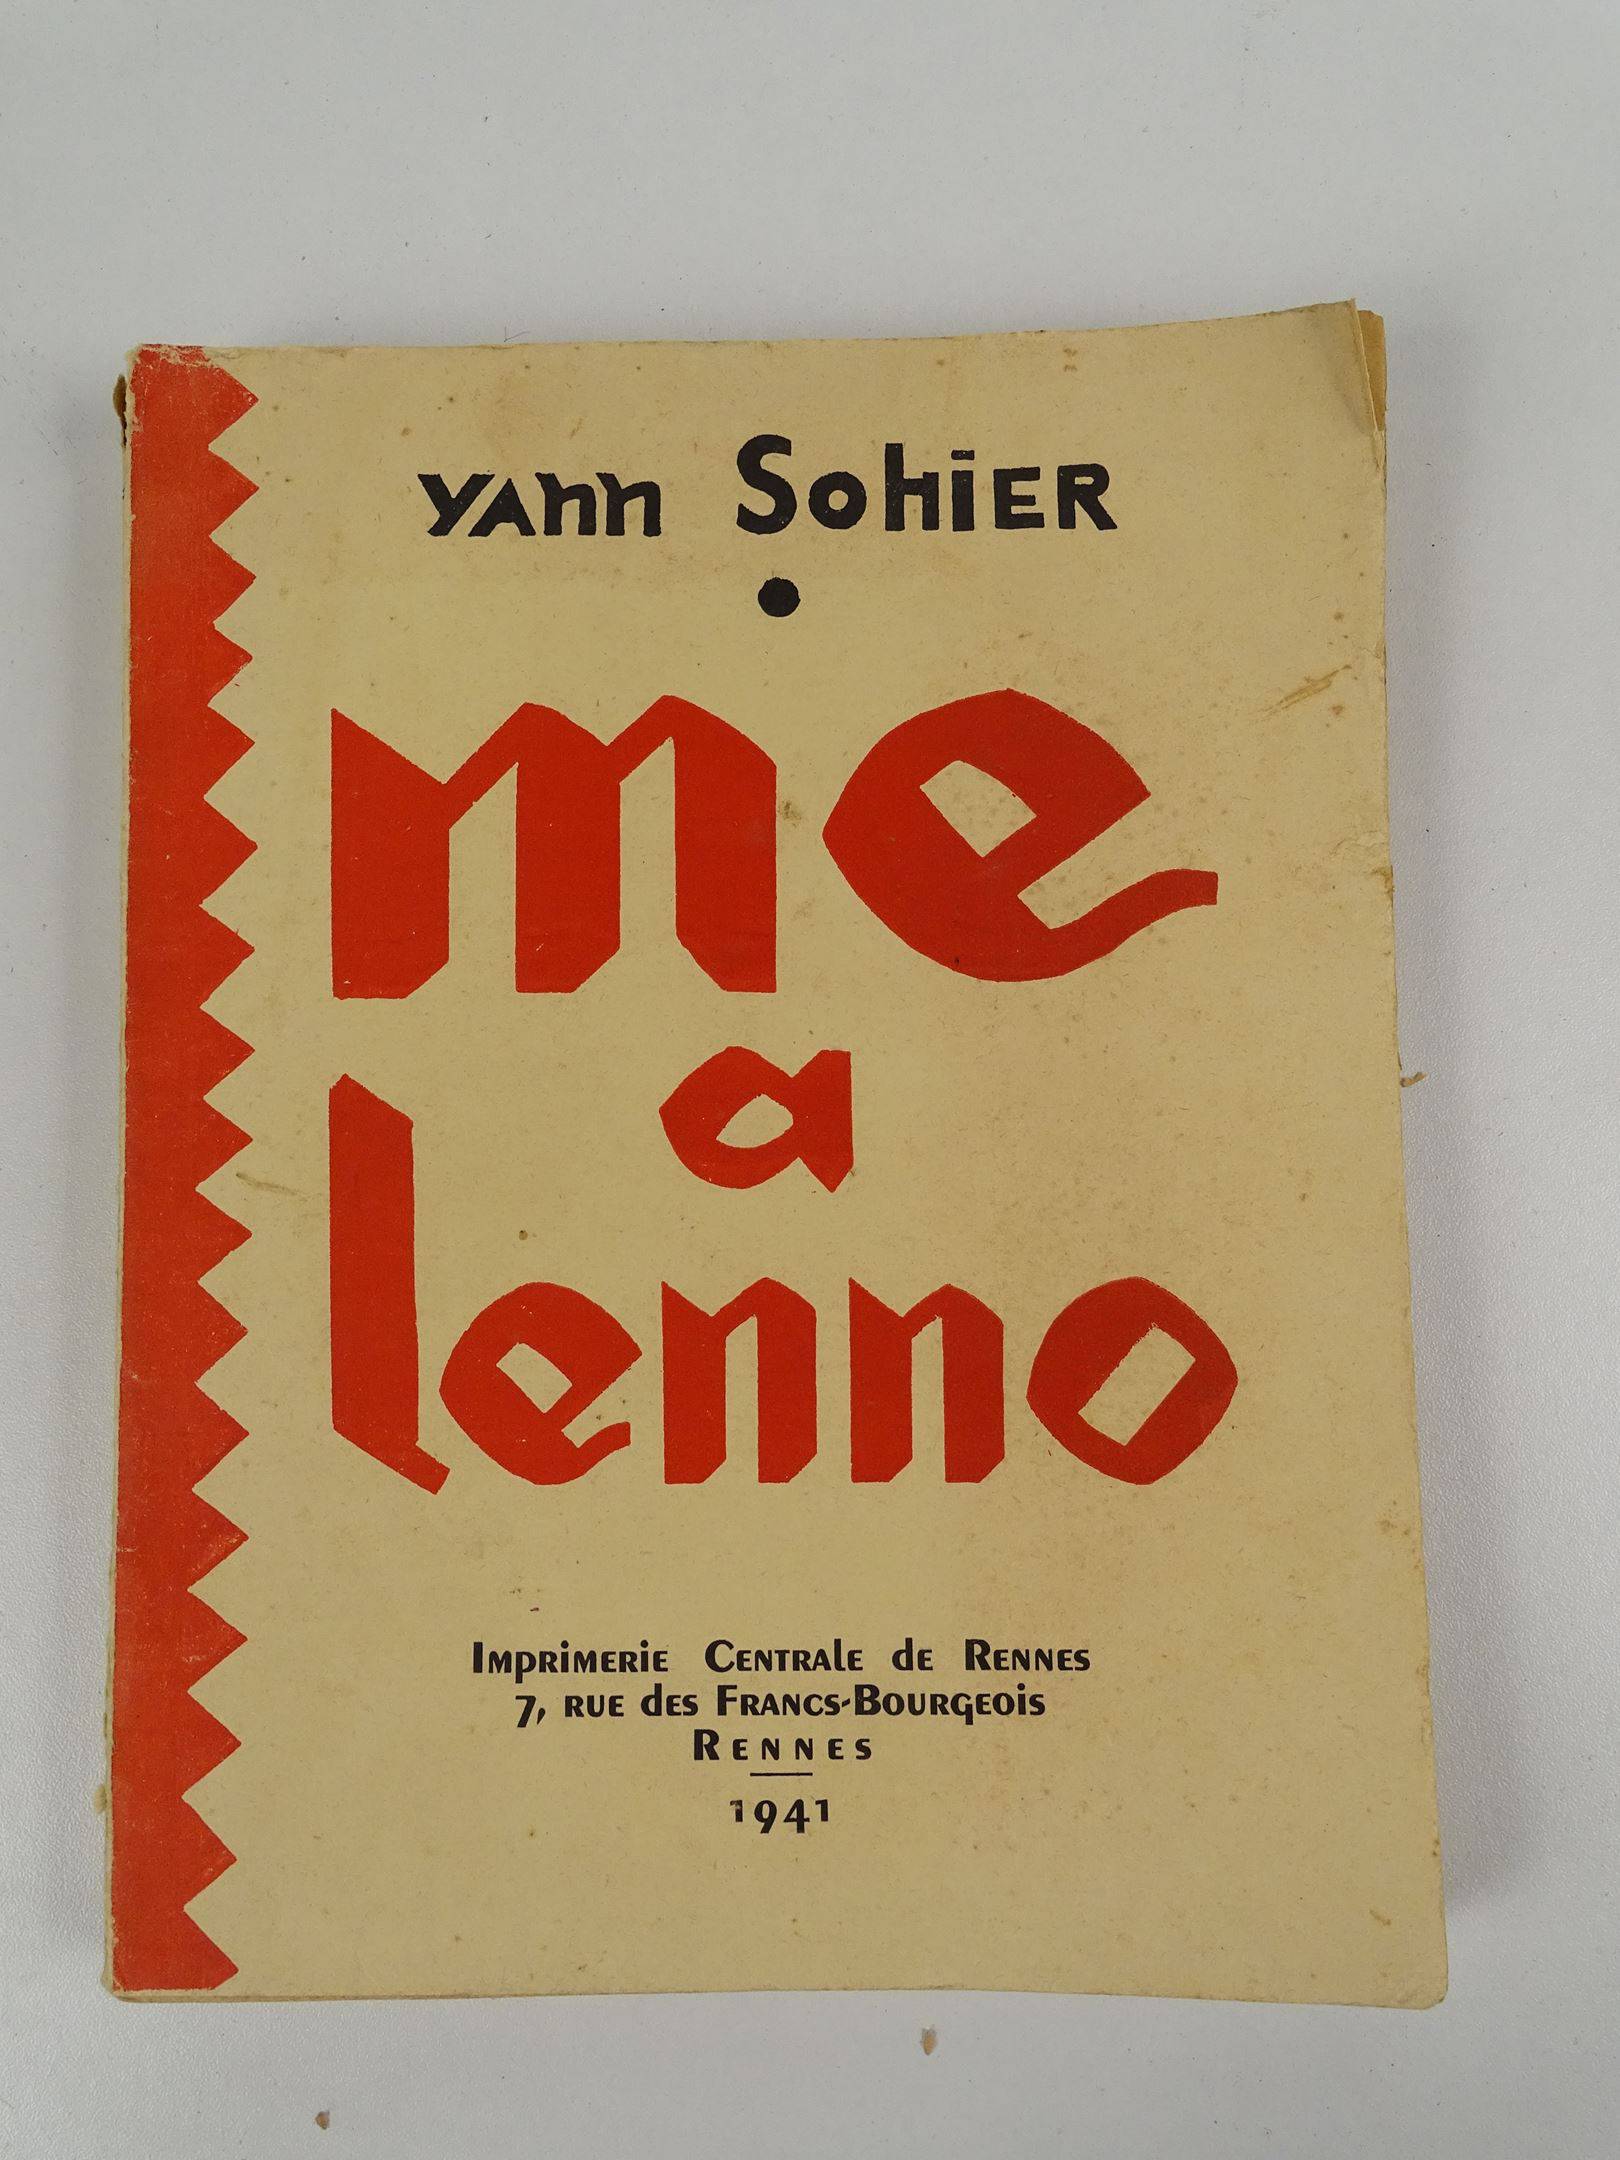 Yann Sohier
me
a
lenno
Imprimerie Centrale de Rennes
7, rue des Francs-Bourgeois
Rennes
1941